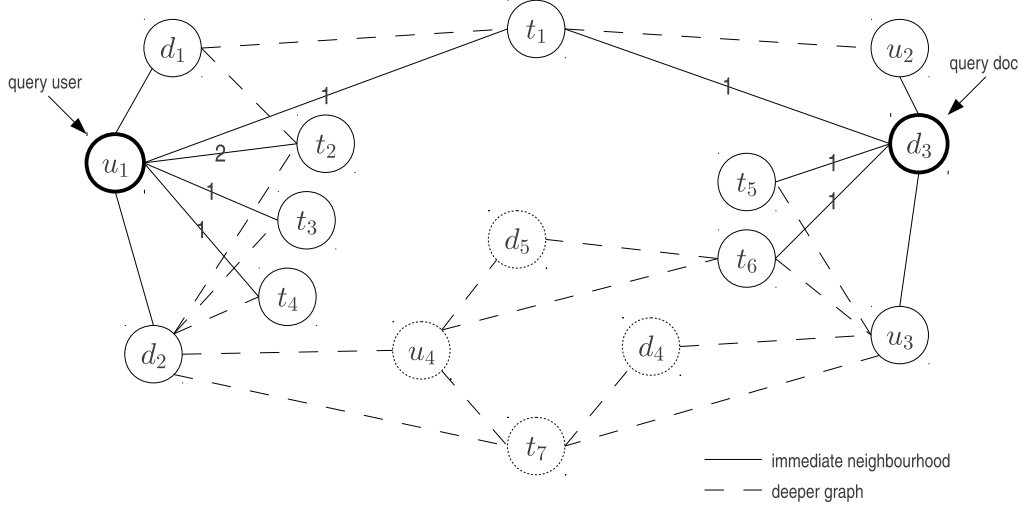 d₁
t₁
u₂
query user
query doc
1
1
u₁
2
t₂
d₃
1
t₅
1
1
t₃
1
d₅
t₆
t₄
d₂
u₄
d₄
u₃
t₇
immediate neighbourhood
deeper graph